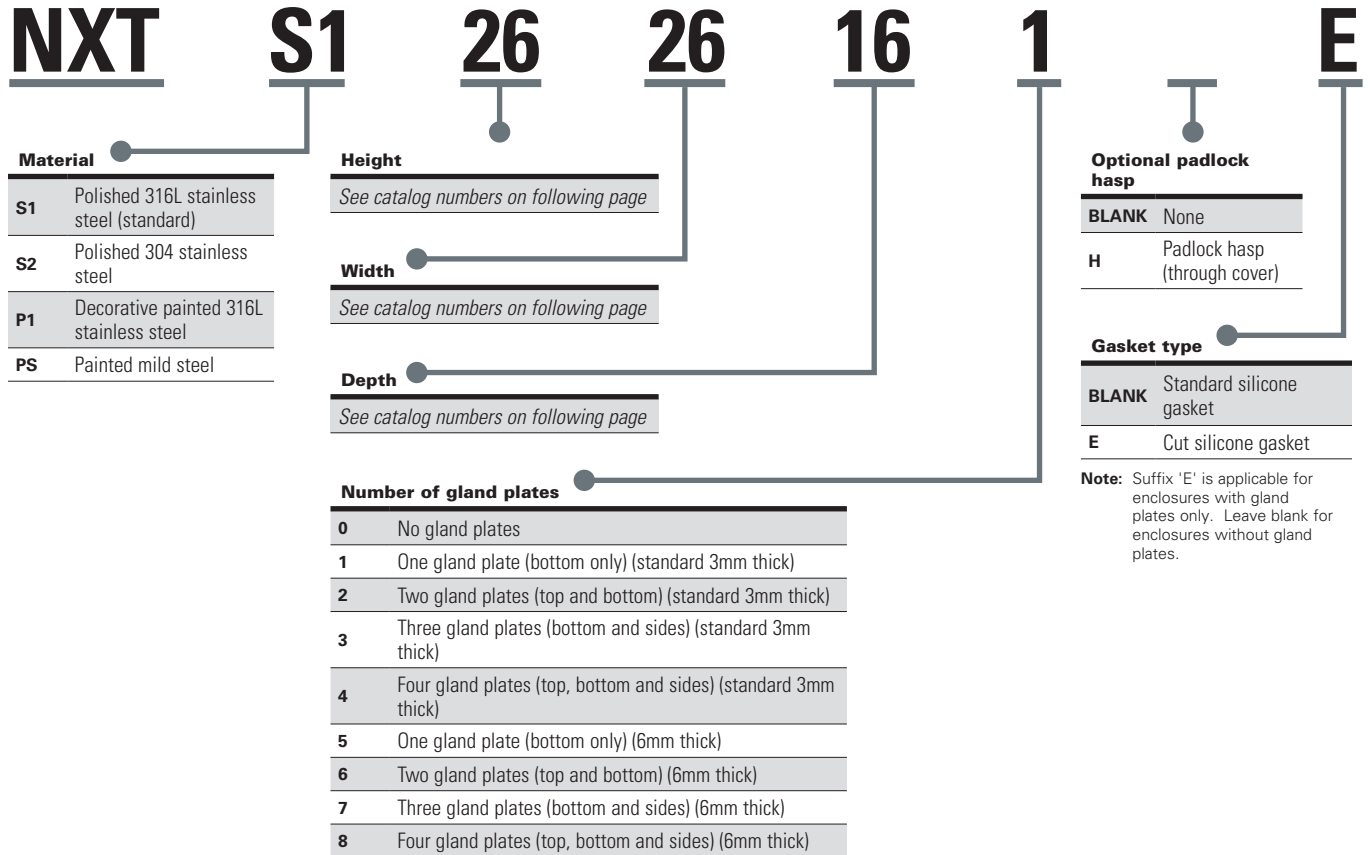 NXT S1 26 26 16 1 E
Material
S1 Polished 316L stainless
steel (standard)
S2 Polished 304 stainless
steel
P1 Decorative painted 316L
stainless steel
PS Painted mild steel
Height
See catalog numbers on following page
Width
See catalog numbers on following page
Depth
See catalog numbers on following page
Number of gland plates
0 No gland plates
1 One gland plate (bottom only) (standard 3mm thick)
2 Two gland plates (top and bottom) (standard 3mm thick)
3 Three gland plates (bottom and sides) (standard 3mm
thick)
4 Four gland plates (top, bottom and sides) (standard 3mm
thick)
5 One gland plate (bottom only) (6mm thick)
6 Two gland plates (top and bottom) (6mm thick)
7 Three gland plates (bottom and sides) (6mm thick)
8 Four gland plates (top, bottom and sides) (6mm thick)
Optional padlock
hasp
BLANK None
H Padlock hasp
(through cover)
Gasket type
BLANK Standard silicone
gasket
E Cut silicone gasket
Note: Suffix 'E' is applicable for
enclosures with gland
plates only. Leave blank for
enclosures without gland
plates.